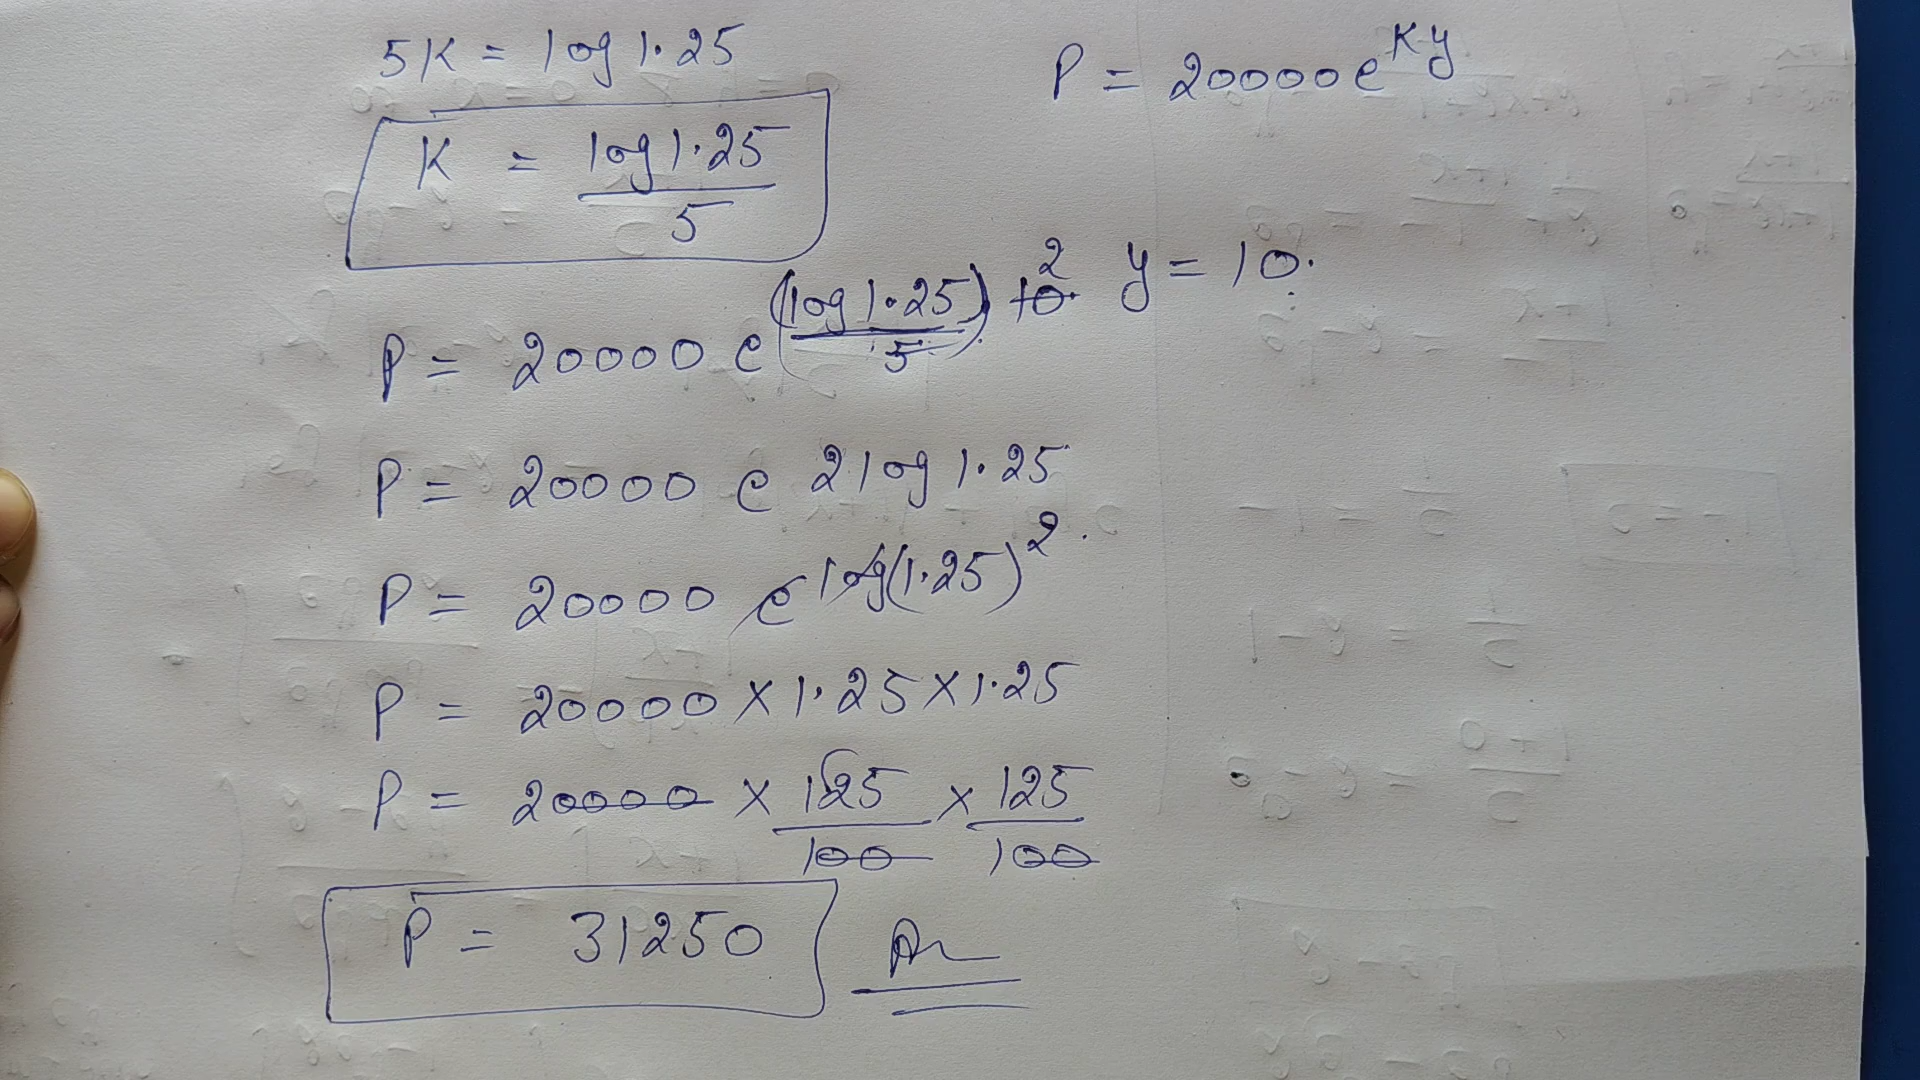 5K = log 1.25
P = 20000 e^Ky
K = log 1.25 / 5
y = 10.
P = 20000 e^(log 1.25 / 5) 10 2
P = 20000 e 2 log 1.25
P = 20000 e^log(1.25)^2
P = 20000 × 1.25 × 1.25
P = 20000 × 125/100 × 125/100
P = 31250